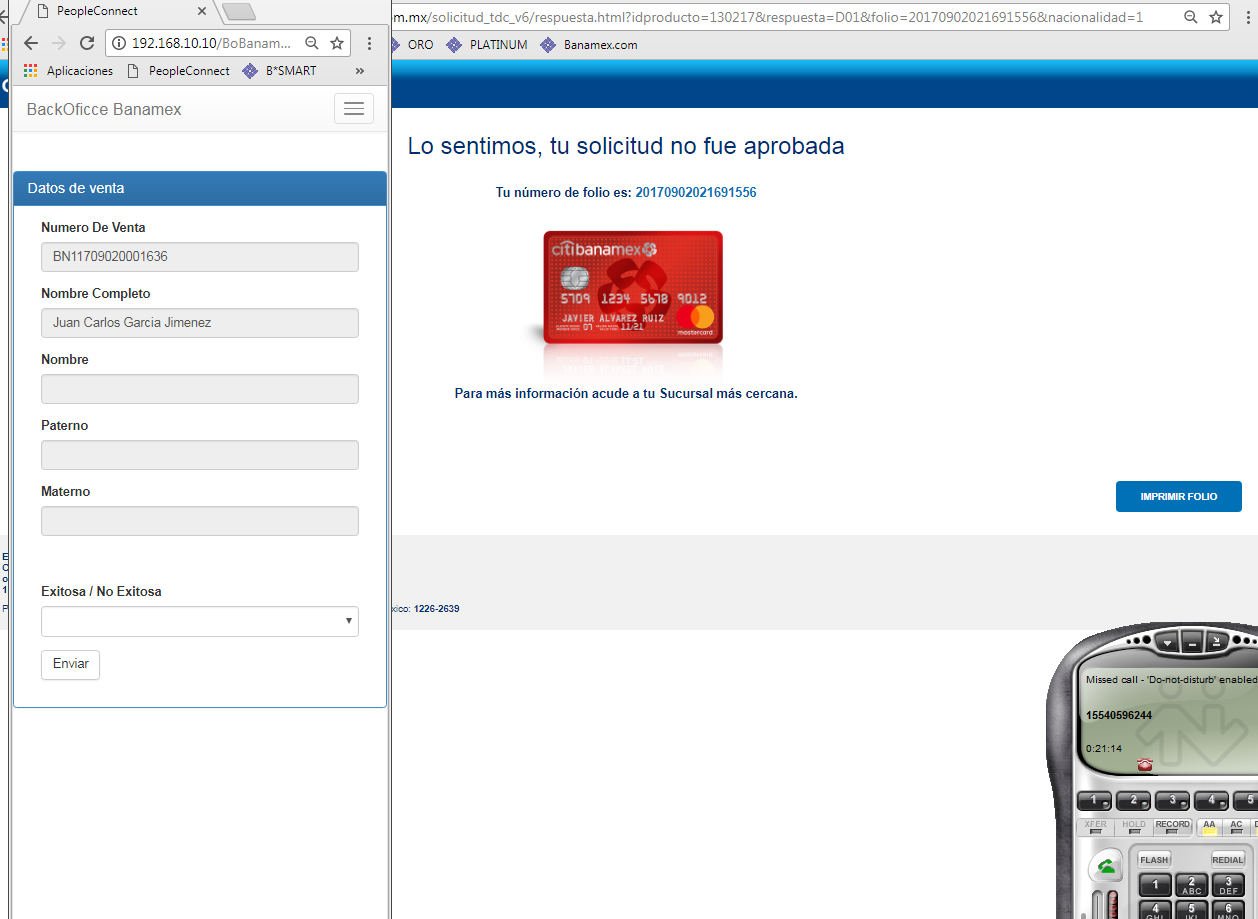 PeopleConnect
192.168.10.10/BoBanam...
Aplicaciones
PeopleConnect
B*SMART
»
BackOficce Banamex
Datos de venta
Numero De Venta
BN11709020001636
Nombre Completo
Juan Carlos Garcia Jimenez
Nombre
Paterno
Materno
Exitosa / No Exitosa
Enviar
om.mx/solicitud_tdc_v6/respuesta.html?idproducto=130217&respuesta=D01&folio=20170902021691556&nacionalidad=1
ORO
PLATINUM
Banamex.com
Lo sentimos, tu solicitud no fue aprobada
Tu número de folio es: 20170902021691556
citibanamex
5709 1234 5678 9012
07 11/21
JAVIER ALVAREZ RUIZ
mastercard
Para más información acude a tu Sucursal más cercana.
IMPRIMIR FOLIO
xico: 1226-2639
Missed call - 'Do-not-disturb' enabled
15540596244
0:21:14
1 2 3 4 5
XFER HOLD RECORD AA AC
FLASH REDIAL
1 2 ABC 3 DEF
4 GHI 5 JKL 6 MNO